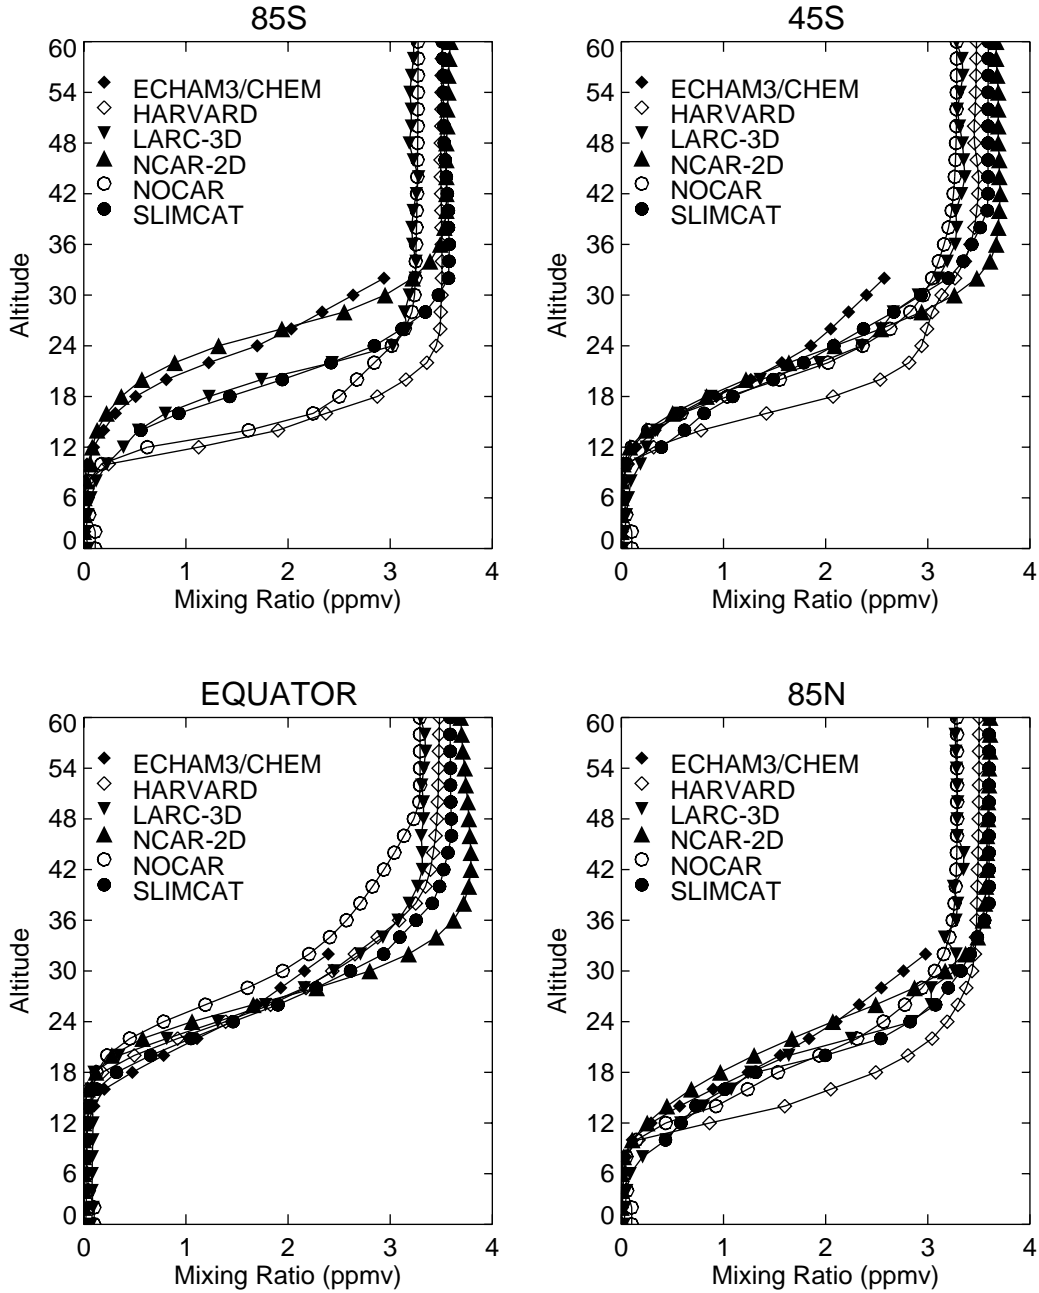 85S
60
54
48
42
36
30
24
18
12
6
0
Altitude
ECHAM3/CHEM
HARVARD
LARC-3D
NCAR-2D
NOCAR
SLIMCAT
0 1 2 3 4
Mixing Ratio (ppmv)
45S
60
54
48
42
36
30
24
18
12
6
0
Altitude
ECHAM3/CHEM
HARVARD
LARC-3D
NCAR-2D
NOCAR
SLIMCAT
0 1 2 3 4
Mixing Ratio (ppmv)
EQUATOR
60
54
48
42
36
30
24
18
12
6
0
Altitude
ECHAM3/CHEM
HARVARD
LARC-3D
NCAR-2D
NOCAR
SLIMCAT
0 1 2 3 4
Mixing Ratio (ppmv)
85N
60
54
48
42
36
30
24
18
12
6
0
Altitude
ECHAM3/CHEM
HARVARD
LARC-3D
NCAR-2D
NOCAR
SLIMCAT
0 1 2 3 4
Mixing Ratio (ppmv)